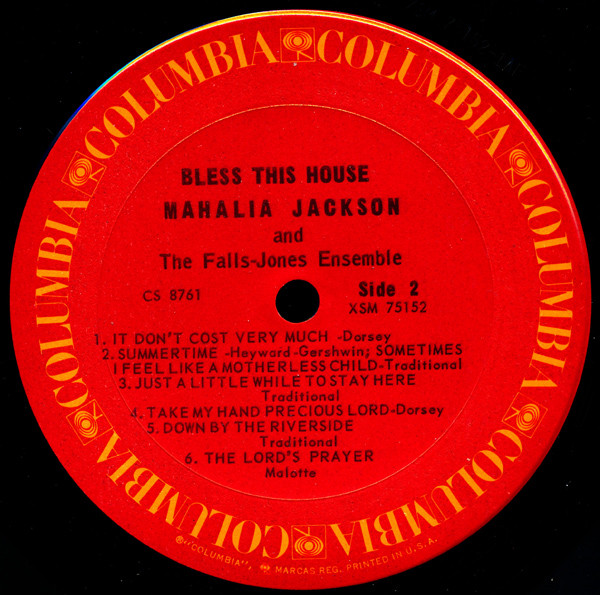 COLUMBIA COLUMBIA COLUMBIA COLUMBIA COLUMBIA COLUMBIA COLUMBIA COLUMBIA
BLESS THIS HOUSE
MAHALIA JACKSON
and
The Falls-Jones Ensemble
CS 8761
Side 2
XSM 75152
1. IT DON'T COST VERY MUCH -Dorsey
2. SUMMERTIME -Heyward-Gershwin; SOMETIMES
I FEEL LIKE A MOTHERLESS CHILD-Traditional
3. JUST A LITTLE WHILE TO STAY HERE
Traditional
4. TAKE MY HAND PRECIOUS LORD-Dorsey
5. DOWN BY THE RIVERSIDE
Traditional
6. THE LORD'S PRAYER
Malotte
℗"COLUMBIA", MARCAS REG. PRINTED IN U.S.A.